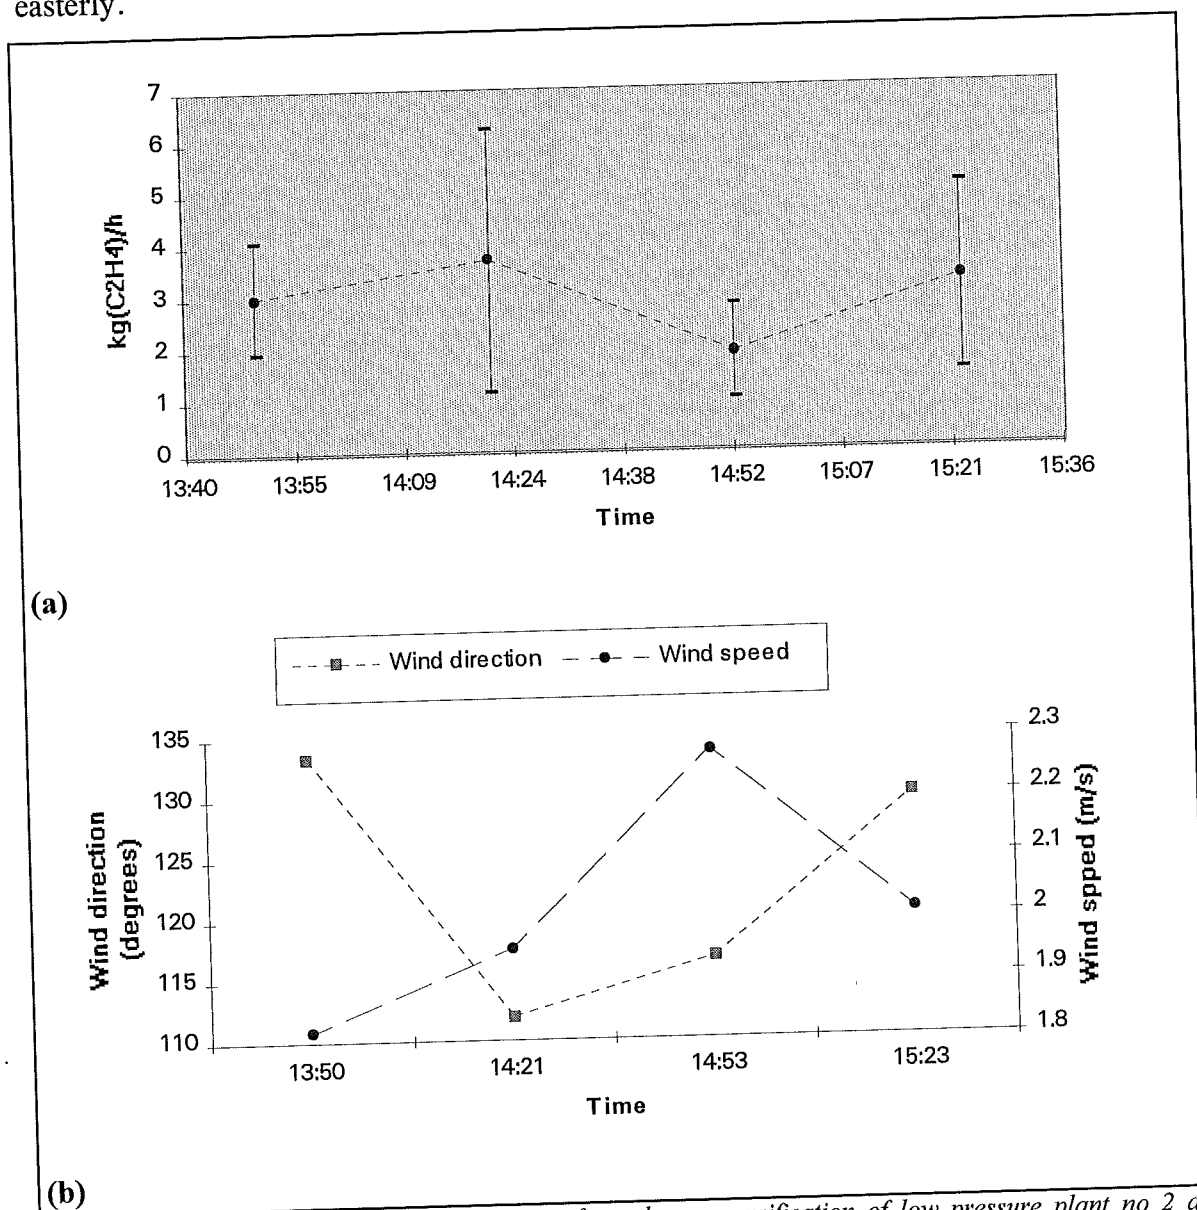 easterly.
7
6
5
4
3
2
1
0
kg(C2H4)/h
13:40 13:55 14:09 14:24 14:38 14:52 15:07 15:21 15:36
Time
(a)
Wind direction Wind speed
135
130
125
120
115
110
Wind direction
(degrees)
2.3
2.2
2.1
2
1.9
1.8
Wind spped (m/s)
13:50 14:21 14:53 15:23
Time
(b)
of low pressure plant no 2